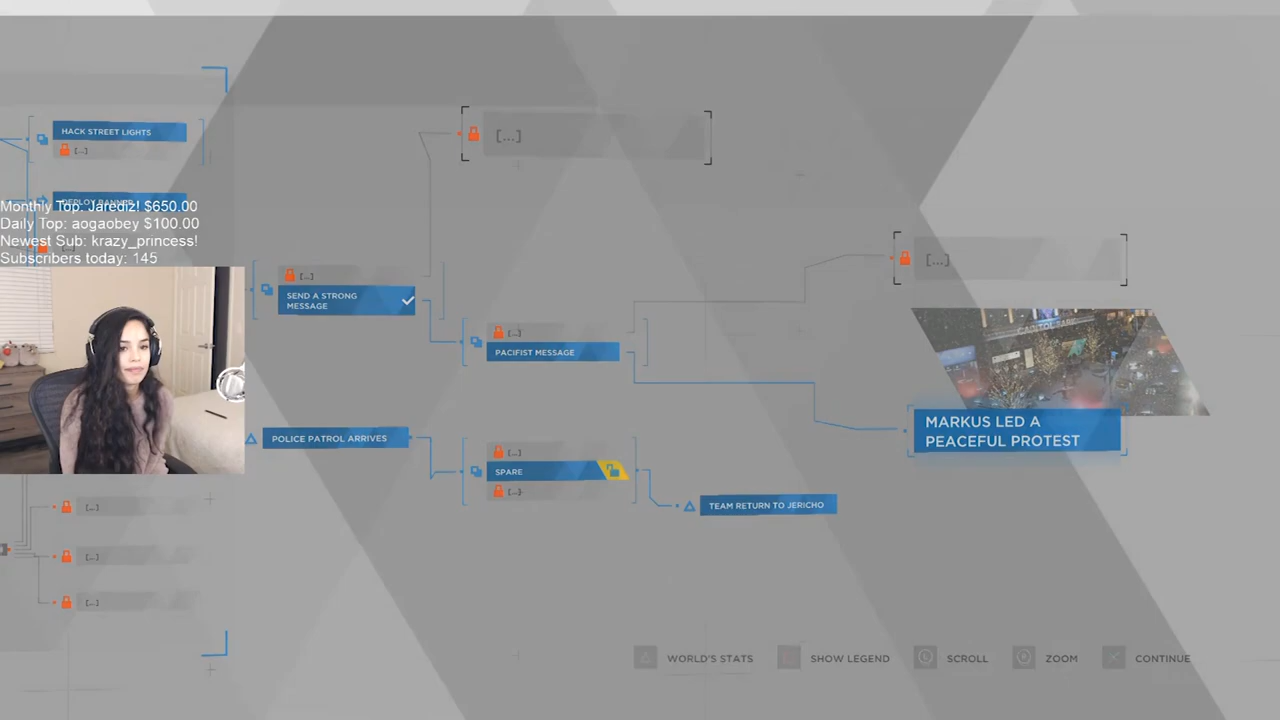 HACK STREET LIGHTS
[...]
[...]
Monthly Top: Jarediz! $650.00
Daily Top: aogaobey $100.00
Newest Sub: krazy_princess!
Subscribers today: 145
[...]
[...]
SEND A STRONG
MESSAGE
[...]
PACIFIST MESSAGE
CAPITOL PARK
MARKUS LED A
PEACEFUL PROTEST
POLICE PATROL ARRIVES
[...]
SPARE
[...]
TEAM RETURN TO JERICHO
[...]
[...]
[...]
WORLD'S STATS
SHOW LEGEND
SCROLL
ZOOM
CONTINUE